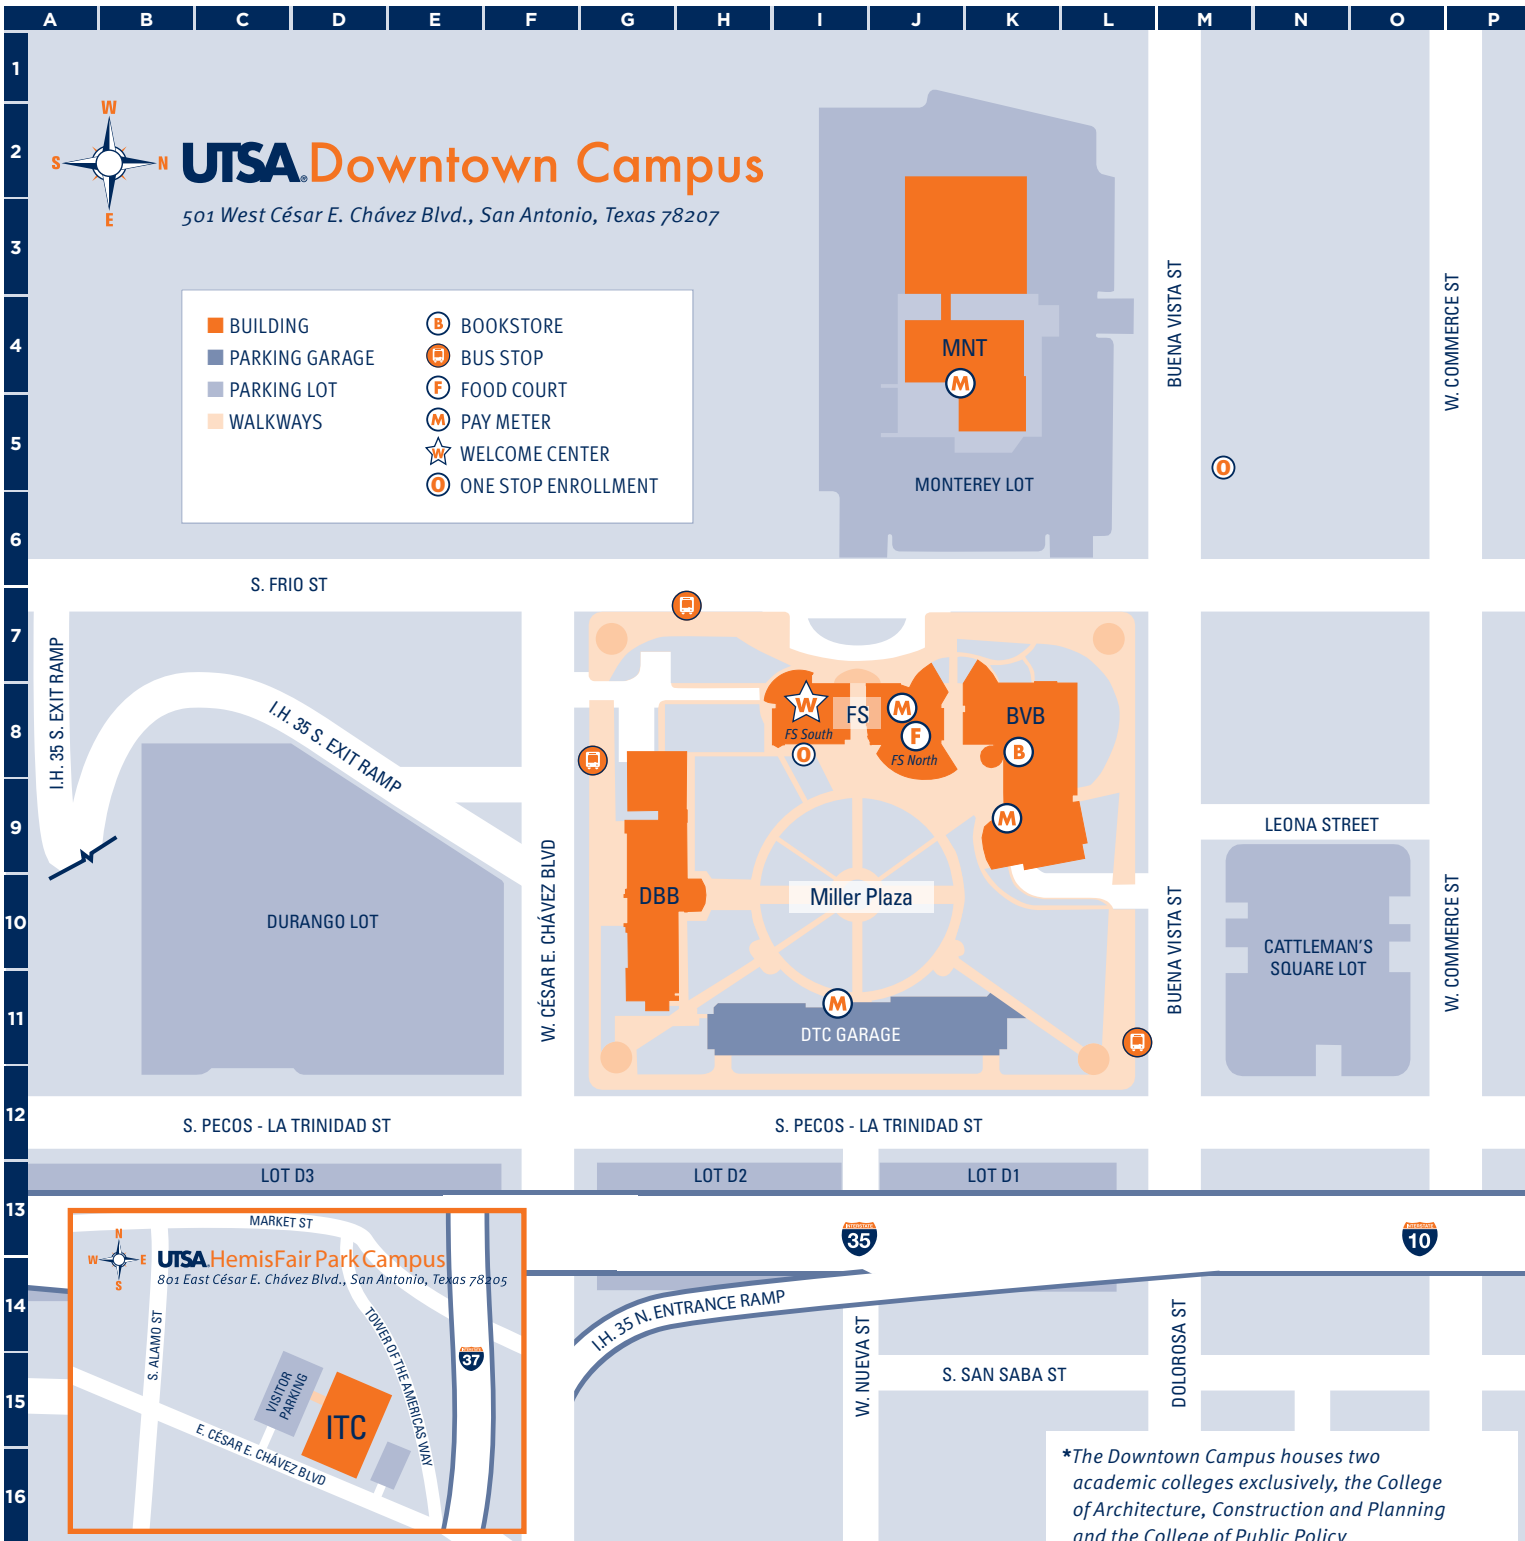 A B C D E F G H I J K L M N O P
1
2
3
4
5
6
7
8
9
10
11
12
13
14
15
16
W
S N
E
UTSA® Downtown Campus
501 West César E. Chávez Blvd., San Antonio, Texas 78207
BUILDING
PARKING GARAGE
PARKING LOT
WALKWAYS
B BOOKSTORE
BUS STOP
F FOOD COURT
M PAY METER
W WELCOME CENTER
O ONE STOP ENROLLMENT
MNT
M
MONTEREY LOT
BUENA VISTA ST
W. COMMERCE ST
O
S. FRIO ST
I.H. 35 S. EXIT RAMP
I.H. 35 S. EXIT RAMP
W
FS
M
F
FS South
FS North
O
BVB
B
M
LEONA STREET
DURANGO LOT
W. CÉSAR E. CHÁVEZ BLVD
DBB
Miller Plaza
BUENA VISTA ST
CATTLEMAN'S
SQUARE LOT
W. COMMERCE ST
M
DTC GARAGE
S. PECOS - LA TRINIDAD ST
S. PECOS - LA TRINIDAD ST
LOT D3
LOT D2
LOT D1
INTERSTATE
35
INTERSTATE
10
MARKET ST
N
W E
S
UTSA HemisFair Park Campus
801 East César E. Chávez Blvd., San Antonio, Texas 78205
S. ALAMO ST
TOWER OF THE AMERICAS WAY
37
VISITOR
PARKING
ITC
E. CÉSAR E. CHÁVEZ BLVD
I.H. 35 N. ENTRANCE RAMP
W. NUEVA ST
S. SAN SABA ST
DOLOROSA ST
*The Downtown Campus houses two
academic colleges exclusively, the College
of Architecture, Construction and Planning
and the College of Public Policy